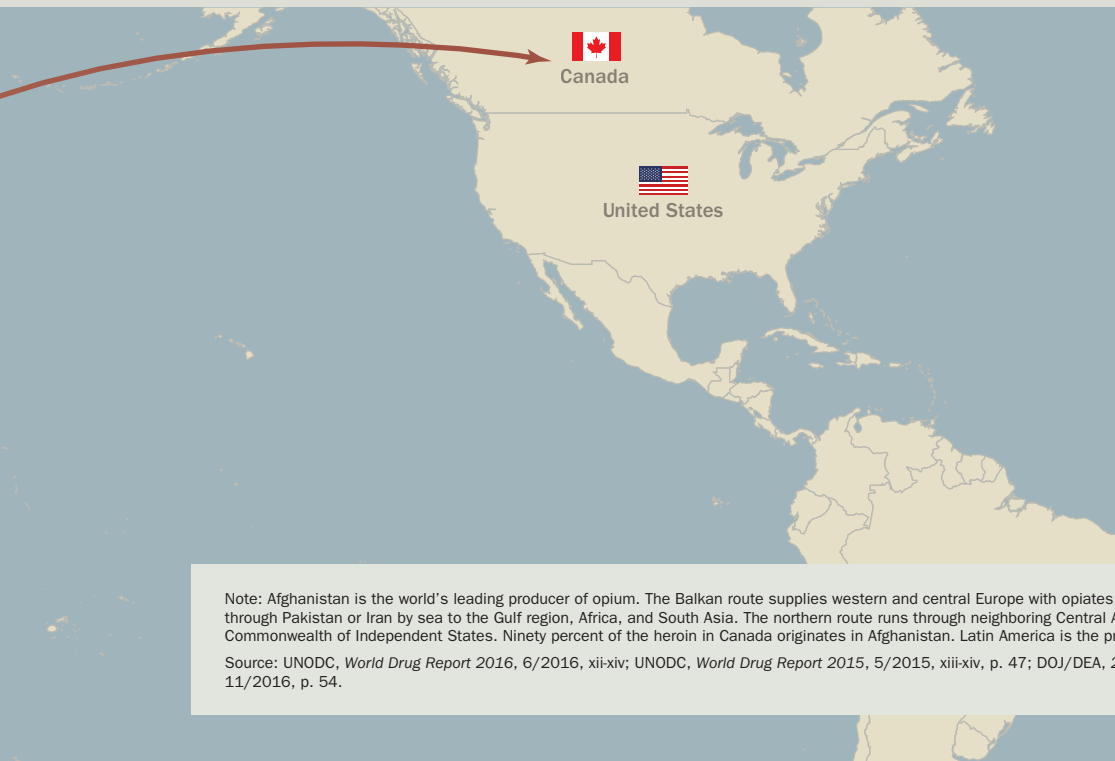 Canada
United States
Note: Afghanistan is the world’s leading producer of opium. The Balkan route supplies western and central Europe with opiates
through Pakistan or Iran by sea to the Gulf region, Africa, and South Asia. The northern route runs through neighboring Central
Commonwealth of Independent States. Ninety percent of the heroin in Canada originates in Afghanistan. Latin America is the
Source: UNODC, World Drug Report 2016, 6/2016, xii-xiv; UNODC, World Drug Report 2015, 5/2015, xiii-xiv, p. 47; DOJ/DEA,
11/2016, p. 54.